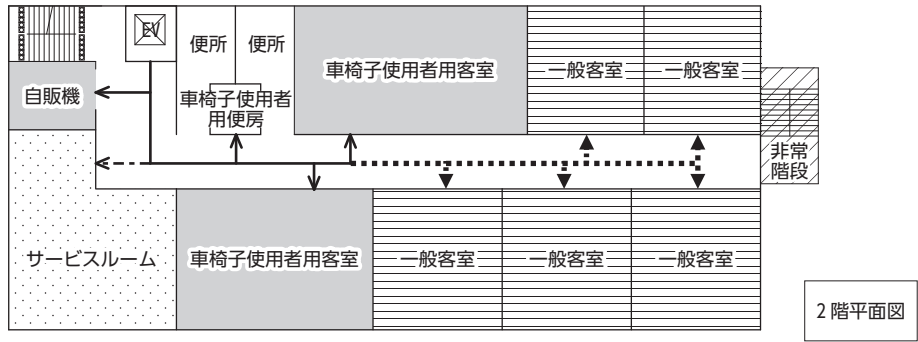 EV
便所
便所
車椅子使用者用客室
一般客室
一般客室
自販機
車椅子使用者
用便房
非常
階段
サービスルーム
車椅子使用者用客室
一般客室
一般客室
一般客室
2階平面図